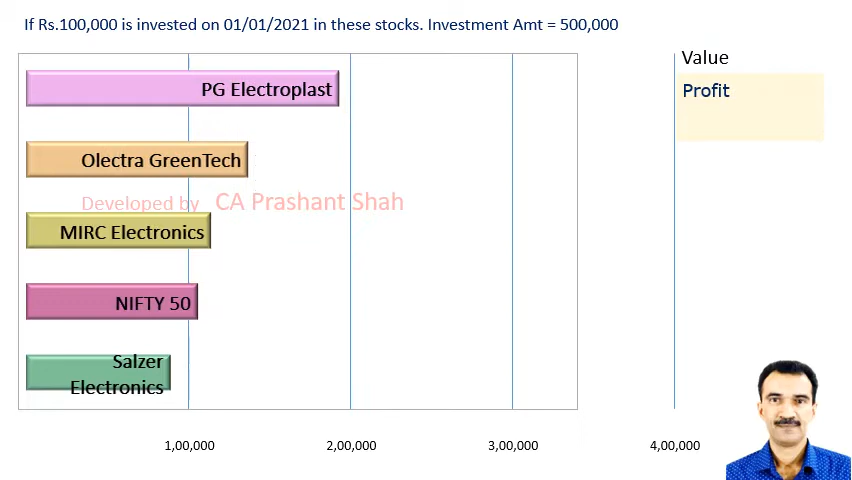 If Rs.100,000 is invested on 01/01/2021 in these stocks. Investment Amt = 500,000
Value
Profit
PG Electroplast
Olectra GreenTech
Developed by CA Prashant Shah
MIRC Electronics
NIFTY 50
Salzer
Electronics
1,00,000 2,00,000 3,00,000 4,00,000